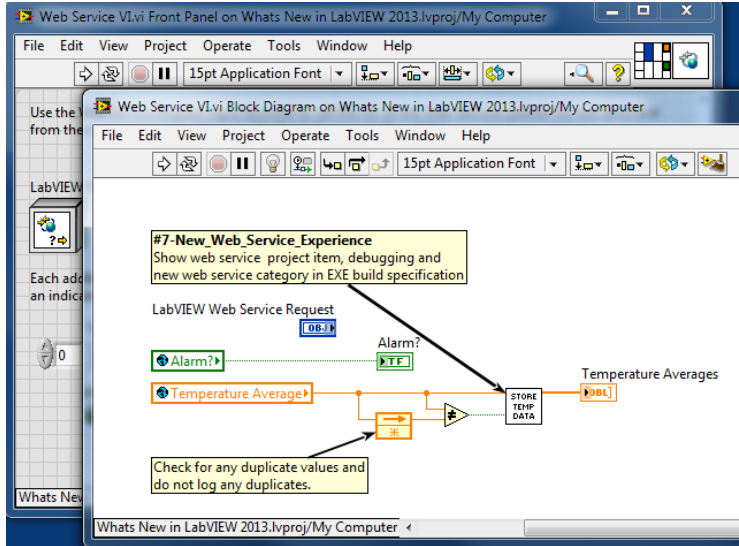 Web Service VI.vi Front Panel on Whats New in LabVIEW 2013.lvproj/My Computer
File Edit View Project Operate Tools Window Help
15pt Application Font
?
Use the
from the
LabVIEW
?
Each add
an indica
0
Whats New
Web Service VI.vi Block Diagram on Whats New in LabVIEW 2013.lvproj/My Computer
File Edit View Project Operate Tools Window Help
15pt Application Font
#7-New_Web_Service_Experience
Show web service project item, debugging and
new web service category in EXE build specification
LabVIEW Web Service Request
OBJ
Alarm?
Alarm?
TF
Temperature Average
STORE
TEMP
DATA
Temperature Averages
DBL
Check for any duplicate values and
do not log any duplicates.
Whats New in LabVIEW 2013.lvproj/My Computer